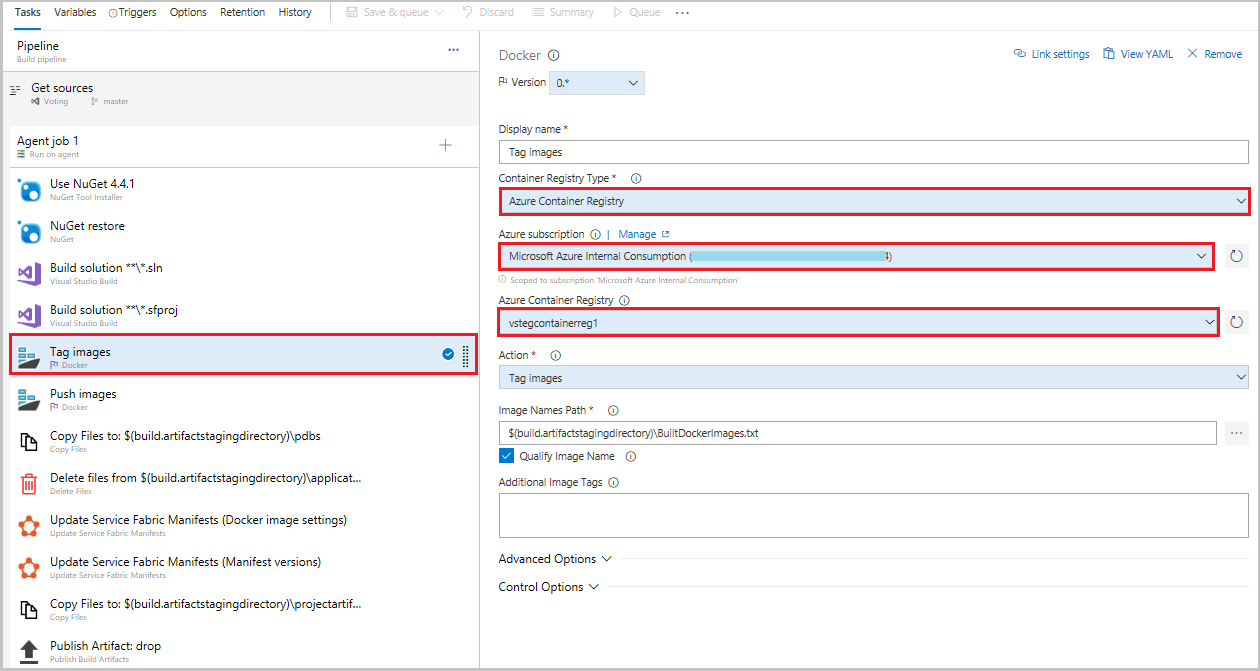 Tasks Variables Triggers Options Retention History Save & queue Discard Summary Queue ...
Pipeline
Build pipeline
Get sources
Voting master
Agent job 1
Run on agent
Use NuGet 4.4.1
NuGet Tool Installer
NuGet restore
NuGet
Build solution **\*.sln
Visual Studio Build
Build solution **\*.sfproj
Visual Studio Build
Tag images
Docker
Push images
Docker
Copy Files to: $(build.artifactstagingdirectory)\pdbs
Copy Files
Delete files from $(build.artifactstagingdirectory)\applicat...
Delete Files
Update Service Fabric Manifests (Docker image settings)
Update Service Fabric Manifests
Update Service Fabric Manifests (Manifest versions)
Update Service Fabric Manifests
Copy Files to: $(build.artifactstagingdirectory)\projectartif...
Copy Files
Publish Artifact: drop
Publish Build Artifacts
Docker Link settings View YAML Remove
Version 0.*
Display name *
Tag images
Container Registry Type *
Azure Container Registry
Azure subscription | Manage
Microsoft Azure Internal Consumption ( )
Scoped to subscription 'Microsoft Azure Internal Consumption'
Azure Container Registry
vstegcontainerreg1
Action *
Tag images
Image Names Path *
$(build.artifactstagingdirectory)\BuiltDockerImages.txt ...
Qualify Image Name
Additional Image Tags
Advanced Options
Control Options